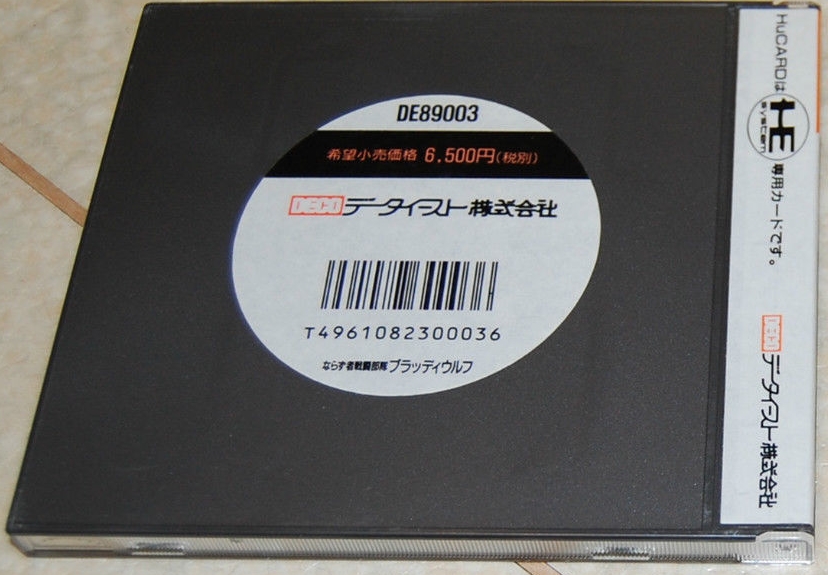 DE89003
希望小売価格 6,500円(税別)
DECO データイースト株式会社
T4961082300036
ならず者戦闘部隊 ブラッディウルフ
HuCARDは HE system 専用カードです。
DECO データイースト株式会社